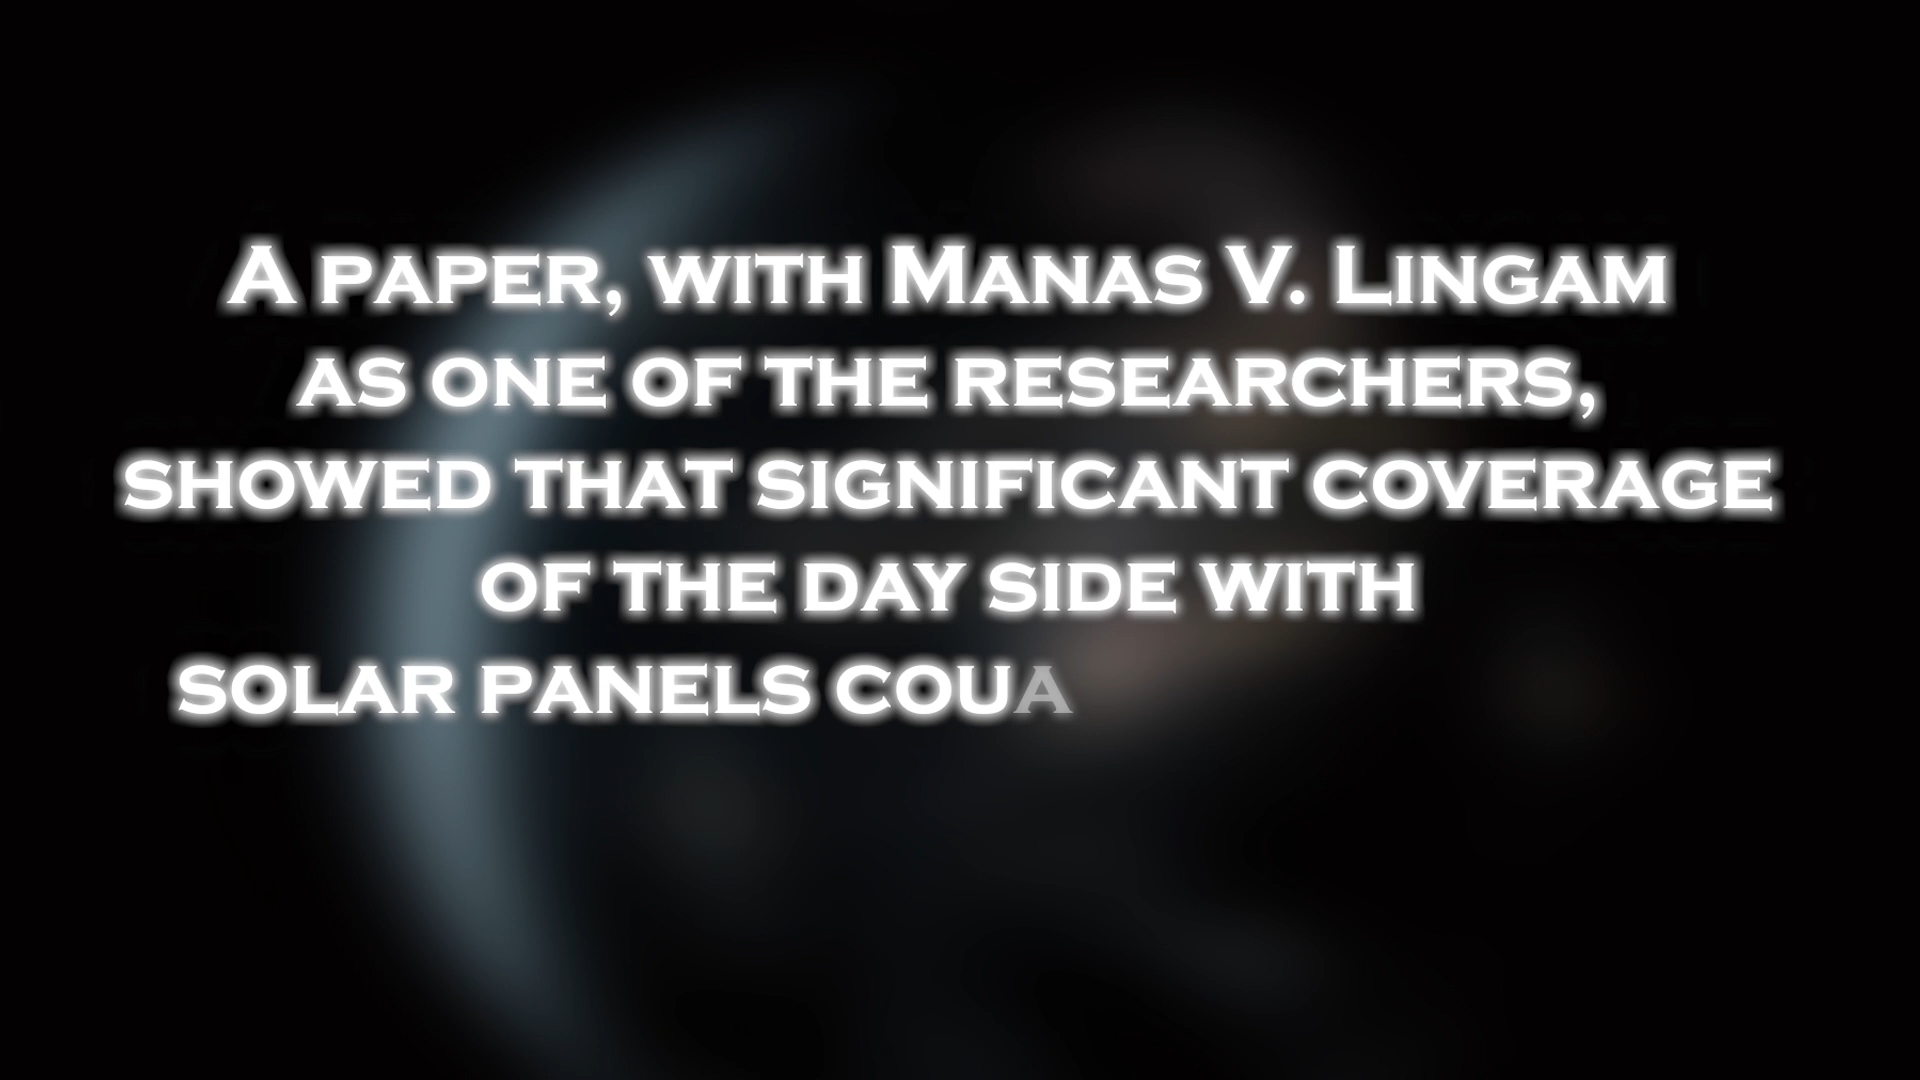 A PAPER, WITH MANAS V. LINGAM
AS ONE OF THE RESEARCHERS,
SHOWED THAT SIGNIFICANT COVERAGE
OF THE DAY SIDE WITH
SOLAR PANELS COUA